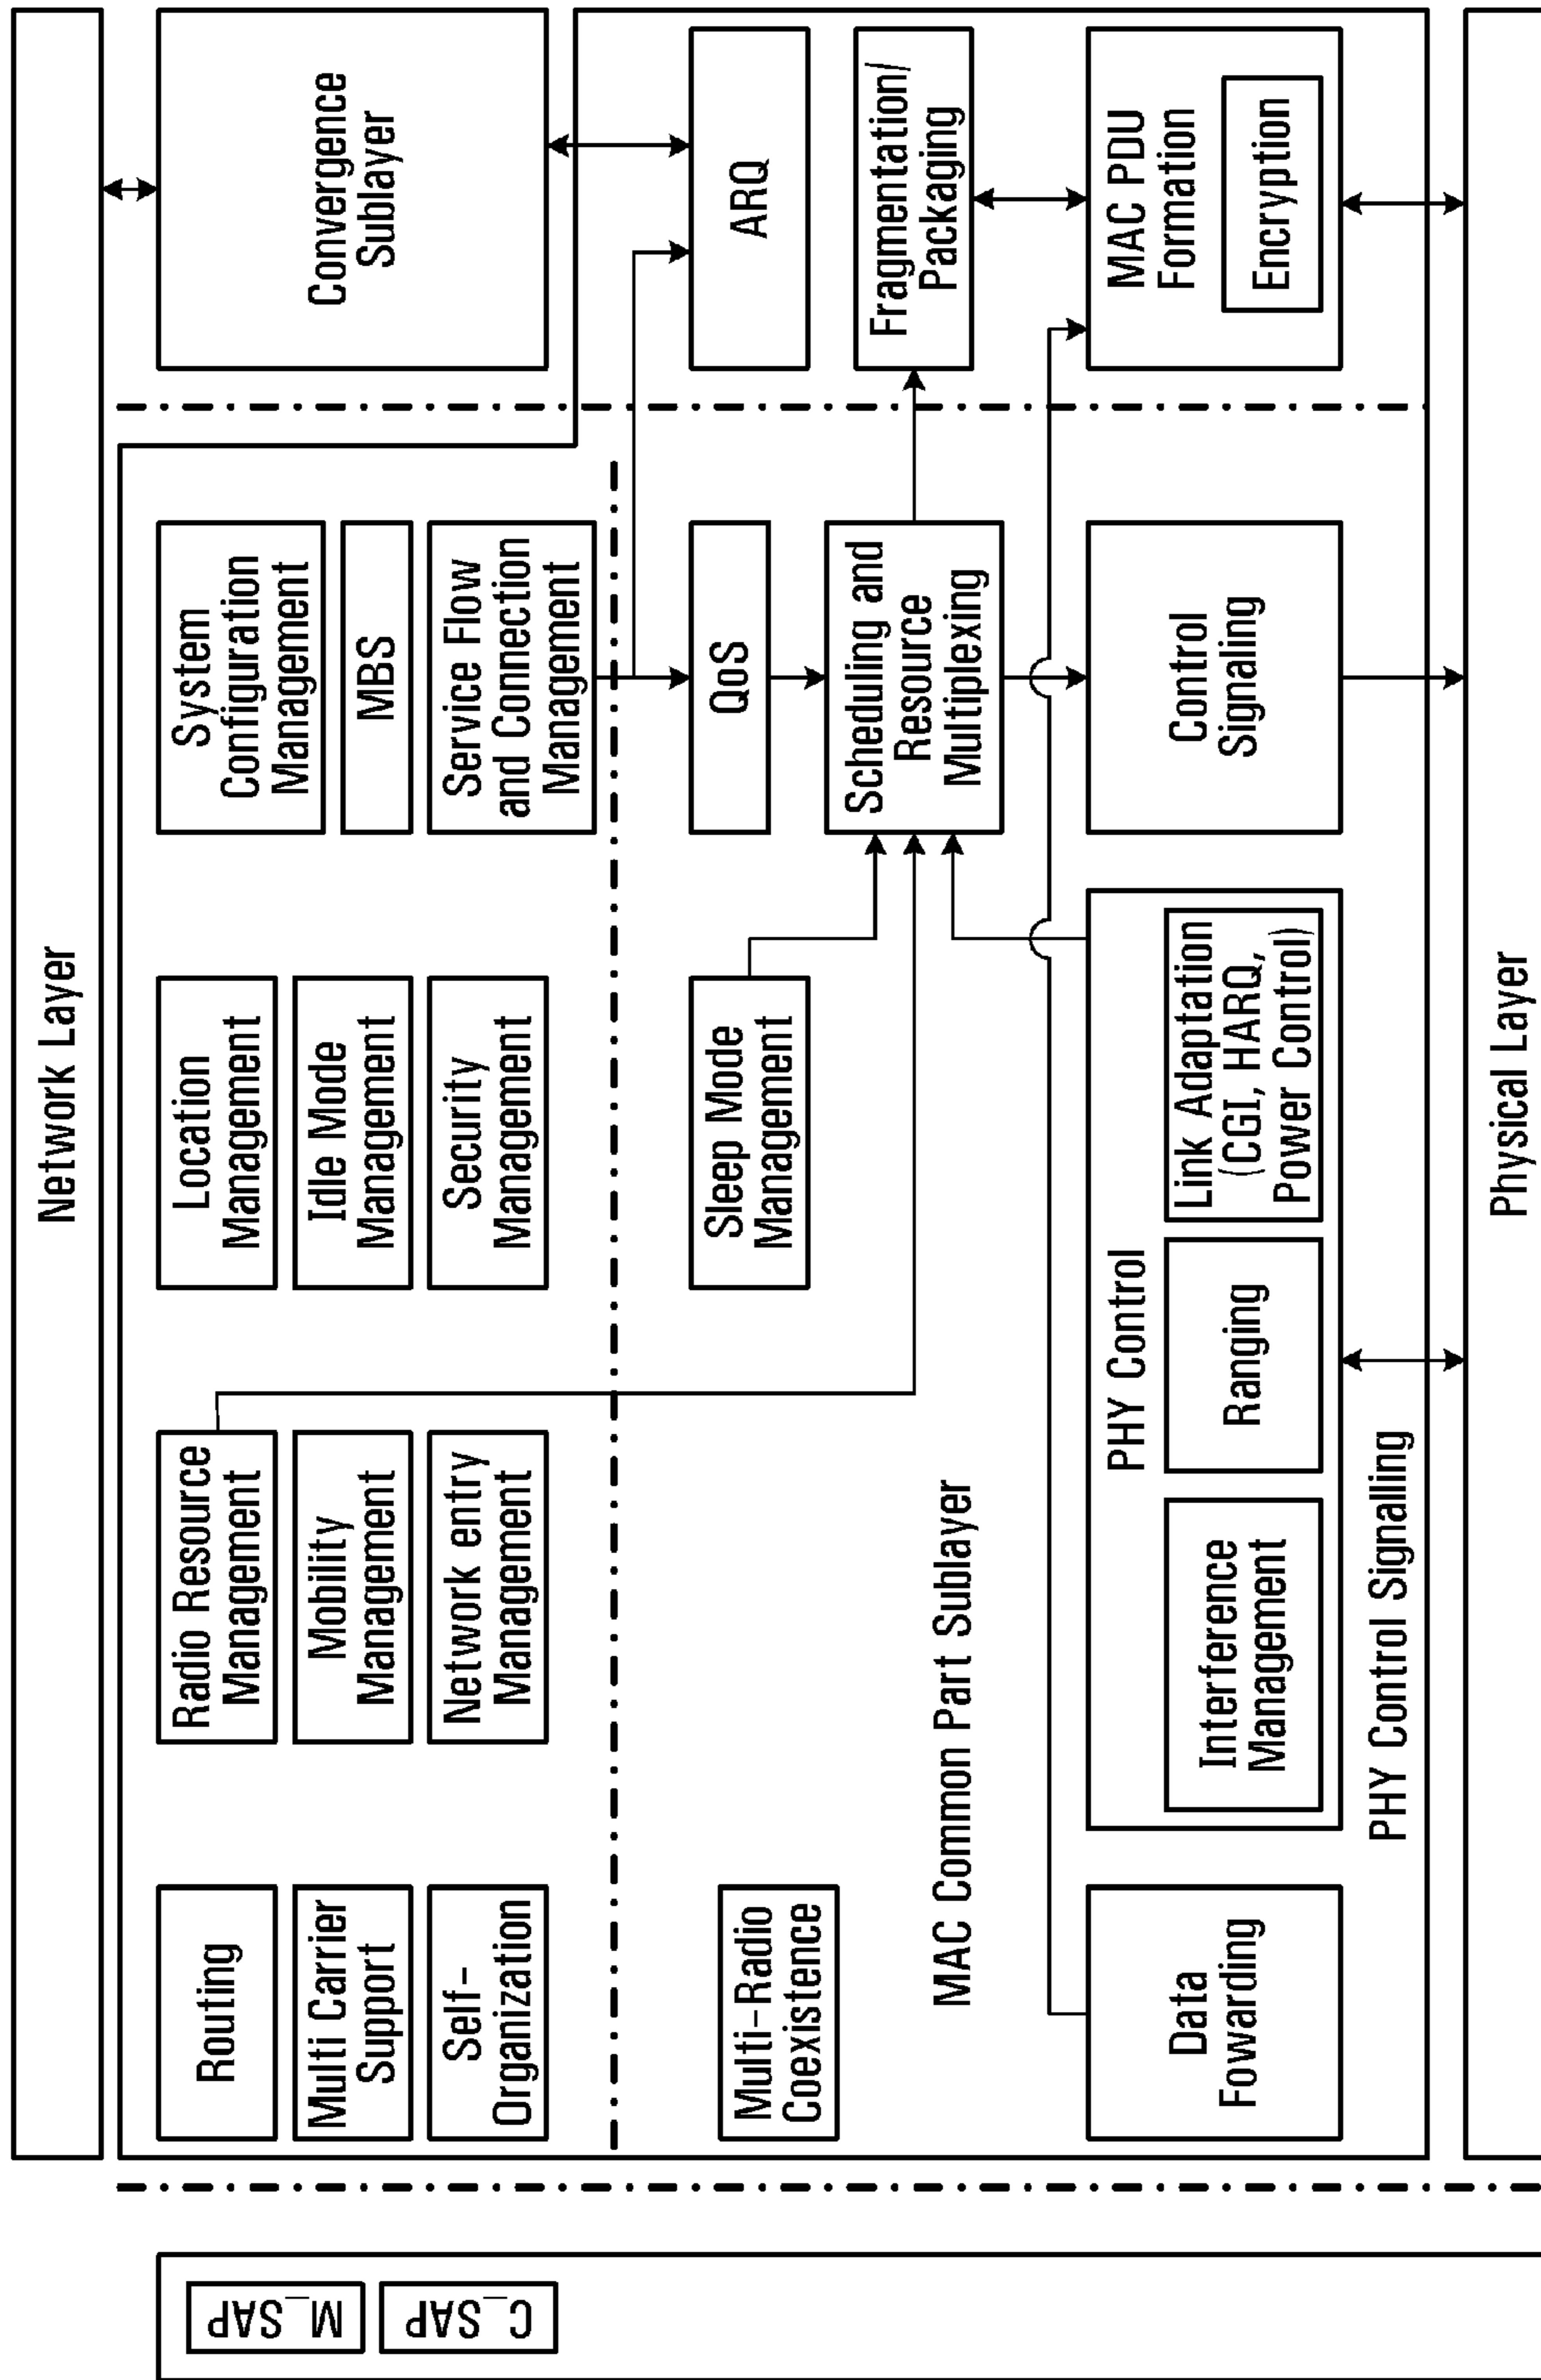 Network Layer
M_SAP
C_SAP
Routing
Multi Carrier
Support
Self-
Organization
Radio Resource
Management
Mobility
Management
Network entry
Management
Location
Management
Idle Mode
Management
Security
Management
System
Configuration
Management
MBS
Service Flow
and Connection
Management
Convergence
Sublayer
Multi-Radio
Coexistence
Sleep Mode
Management
QoS
ARQ
Scheduling and
Resource
Multiplexing
Fragmentation/
Packaging
MAC Common Part Sublayer
Data
Fowarding
PHY Control
Interference
Management
Ranging
Link Adaptation
(CGI, HARQ,
Power Control)
Control
Signaling
MAC PDU
Formation
Encryption
PHY Control Signalling
Physical Layer